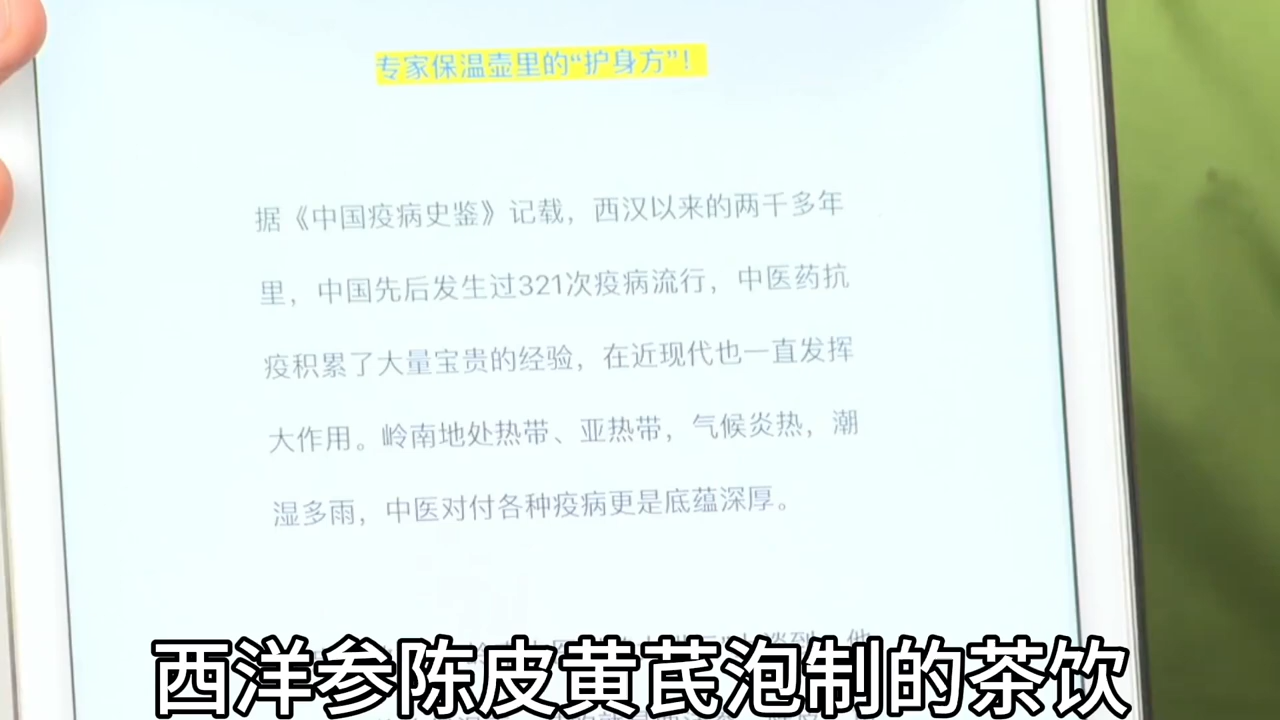 专家保温壶里的“护身方”！
据《中国疫病史鉴》记载，西汉以来的两千多年
里，中国先后发生过321次疫病流行，中医药抗
疫积累了大量宝贵的经验，在近现代也一直发挥
大作用。岭南地处热带、亚热带，气候炎热，潮
湿多雨，中医对付各种疫病更是底蕴深厚。
西洋参陈皮黄芪泡制的茶饮